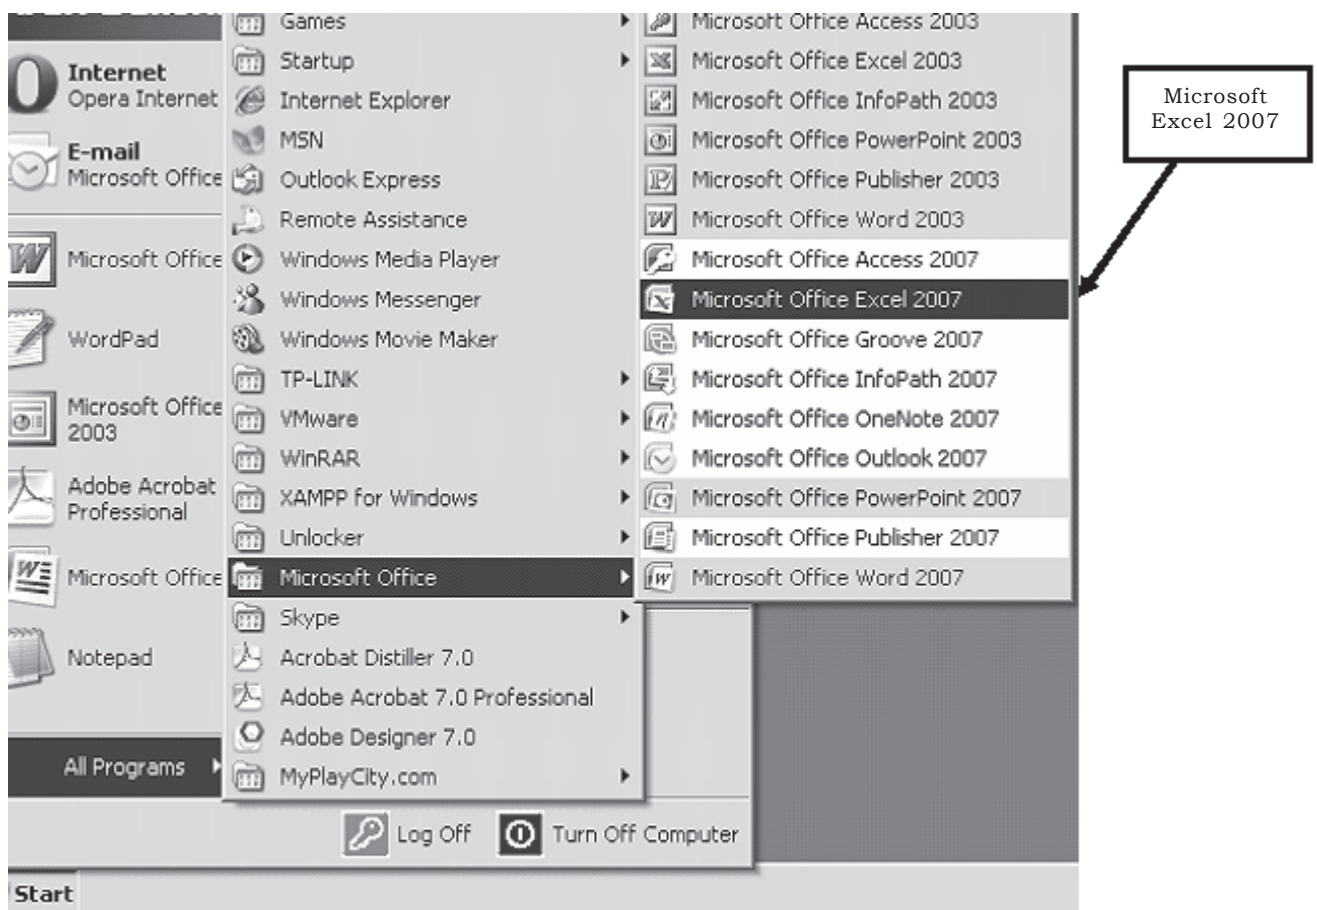 Internet
Opera Internet
E-mail
Microsoft Office
Microsoft Office
WordPad
Microsoft Office
2003
Adobe Acrobat
Professional
Microsoft Office
Notepad
All Programs
Games
Startup
Internet Explorer
MSN
Outlook Express
Remote Assistance
Windows Media Player
Windows Messenger
Windows Movie Maker
TP-LINK
VMware
WinRAR
XAMPP for Windows
Unlocker
Microsoft Office
Skype
Acrobat Distiller 7.0
Adobe Acrobat 7.0 Professional
Adobe Designer 7.0
MyPlayCity.com
Microsoft Office Access 2003
Microsoft Office Excel 2003
Microsoft Office InfoPath 2003
Microsoft Office PowerPoint 2003
Microsoft Office Publisher 2003
Microsoft Office Word 2003
Microsoft Office Access 2007
Microsoft Office Excel 2007
Microsoft Office Groove 2007
Microsoft Office InfoPath 2007
Microsoft Office OneNote 2007
Microsoft Office Outlook 2007
Microsoft Office PowerPoint 2007
Microsoft Office Publisher 2007
Microsoft Office Word 2007
Microsoft
Excel 2007
Log Off
Turn Off Computer
Start